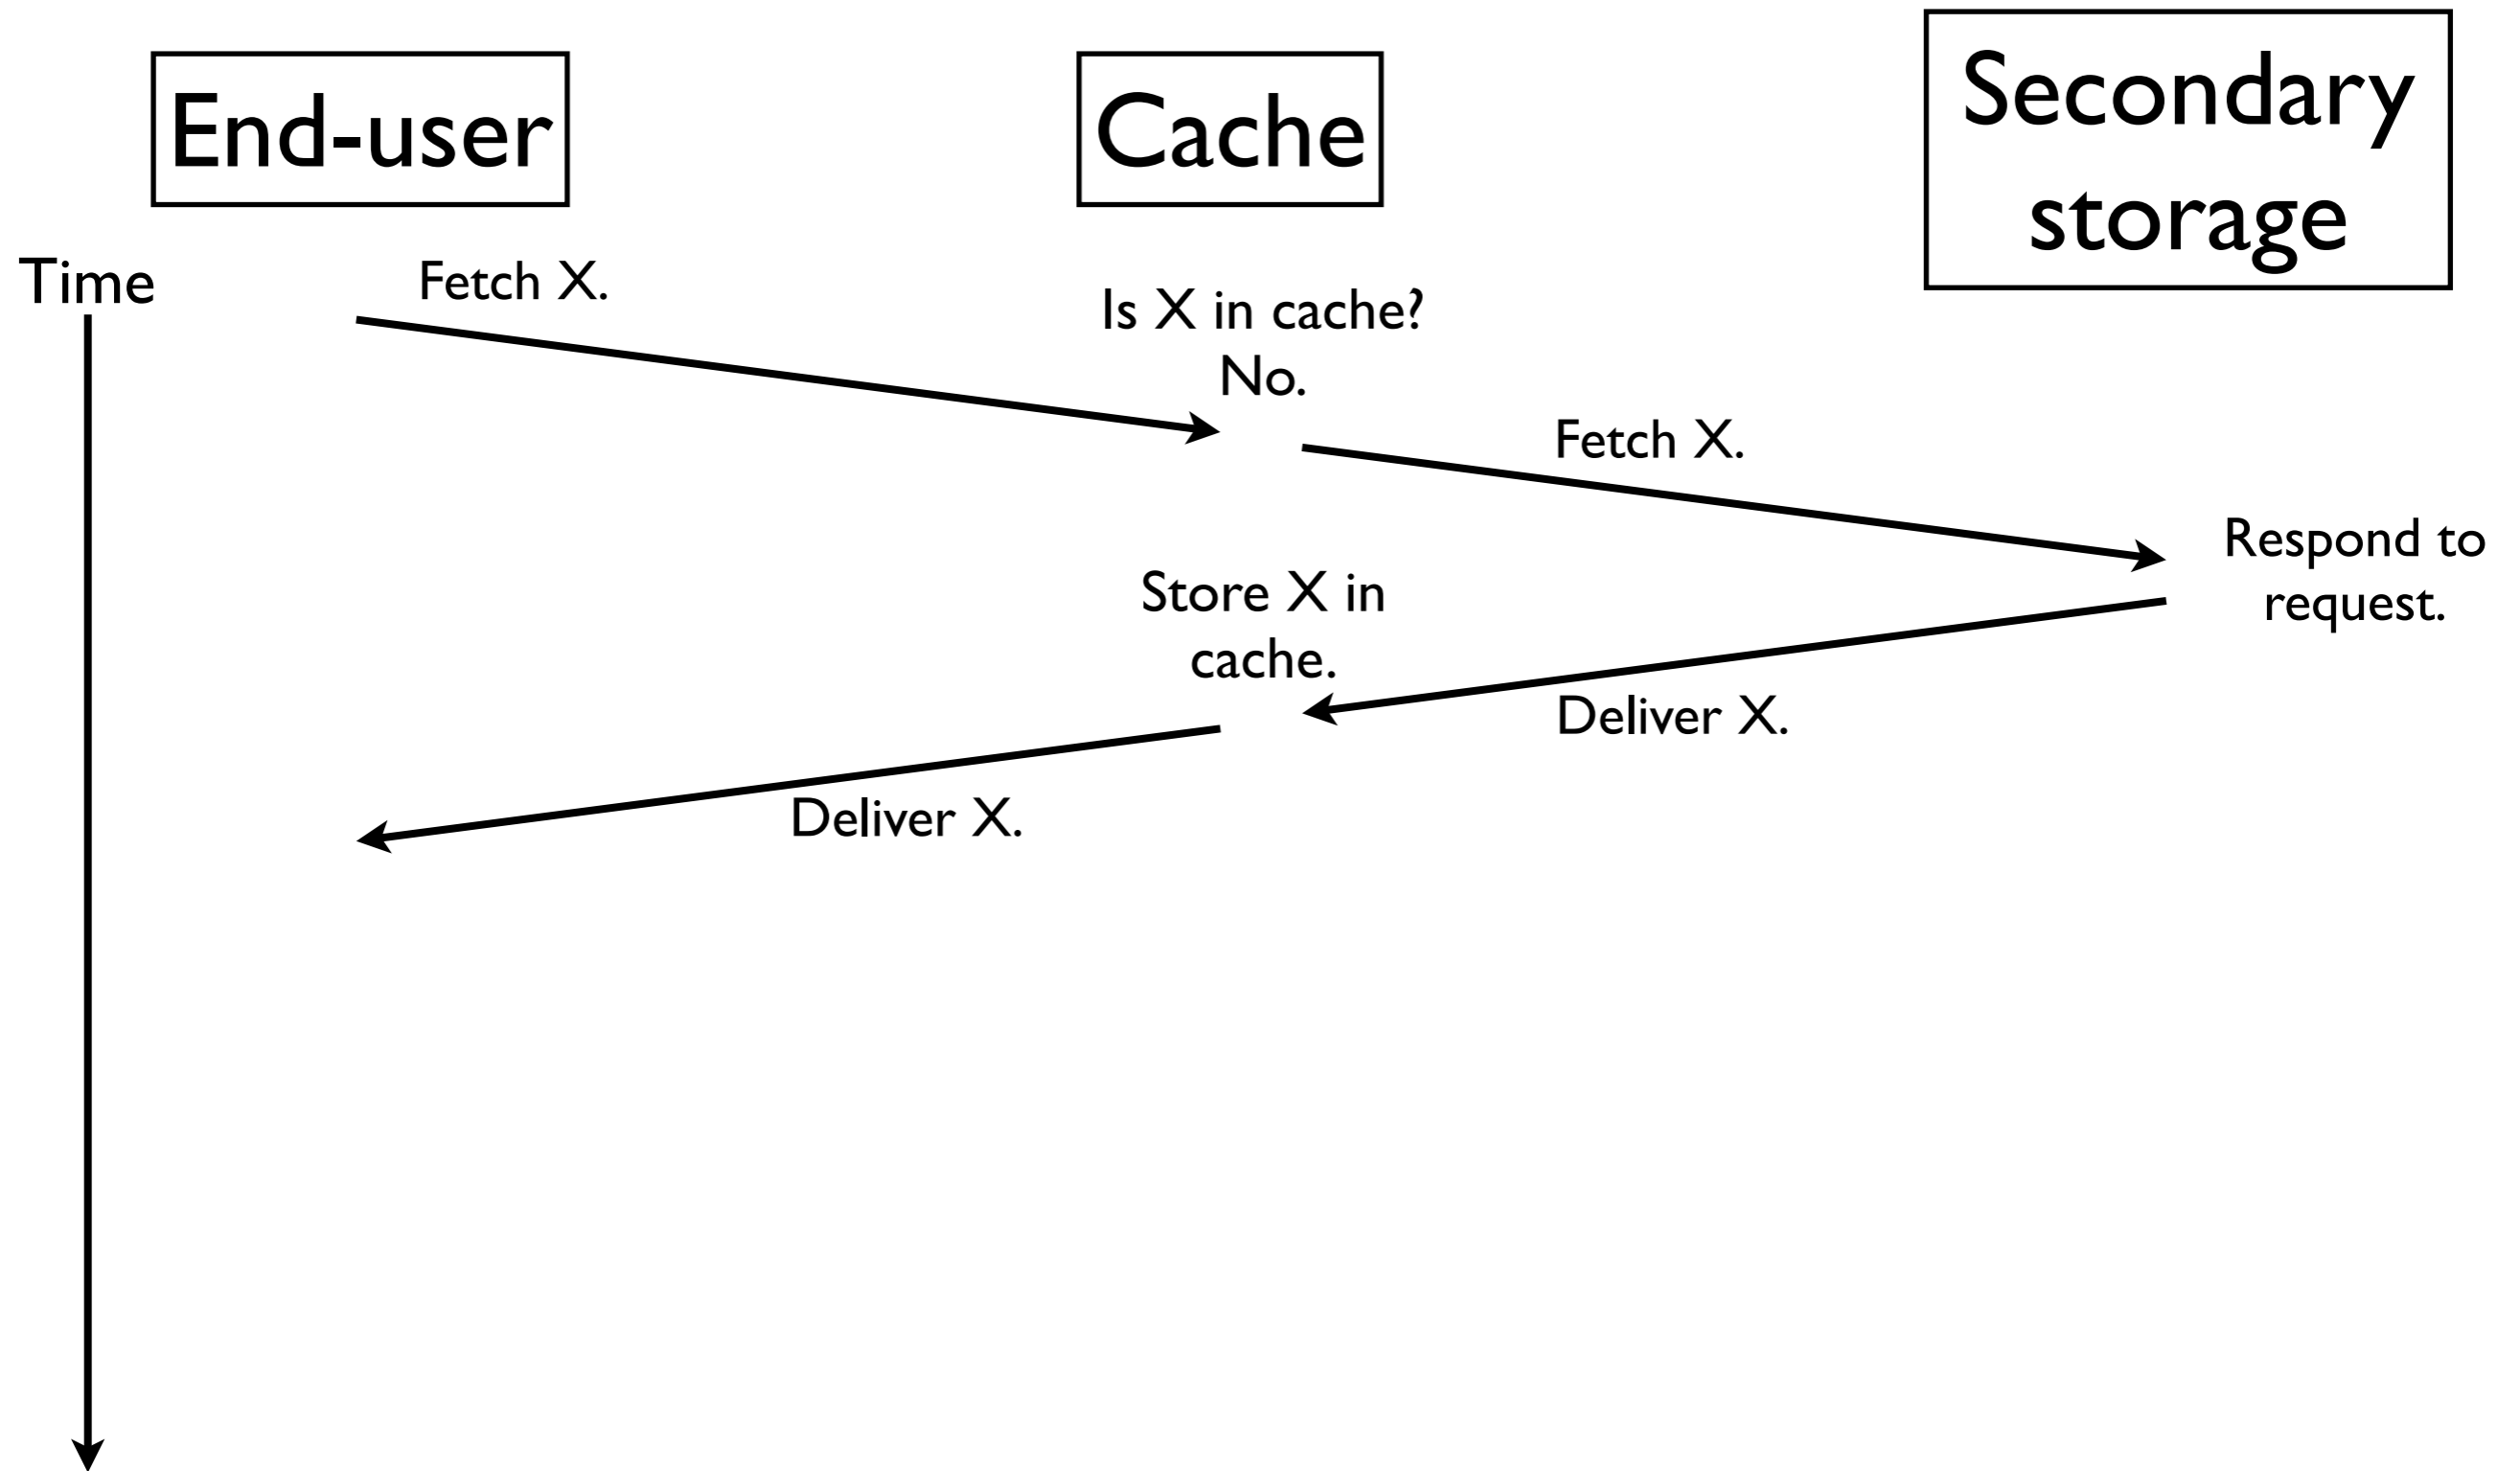 End-user
Cache
Secondary
storage
Time
Fetch X.
Is X in cache?
No.
Fetch X.
Respond to
request.
Store X in
cache.
Deliver X.
Deliver X.